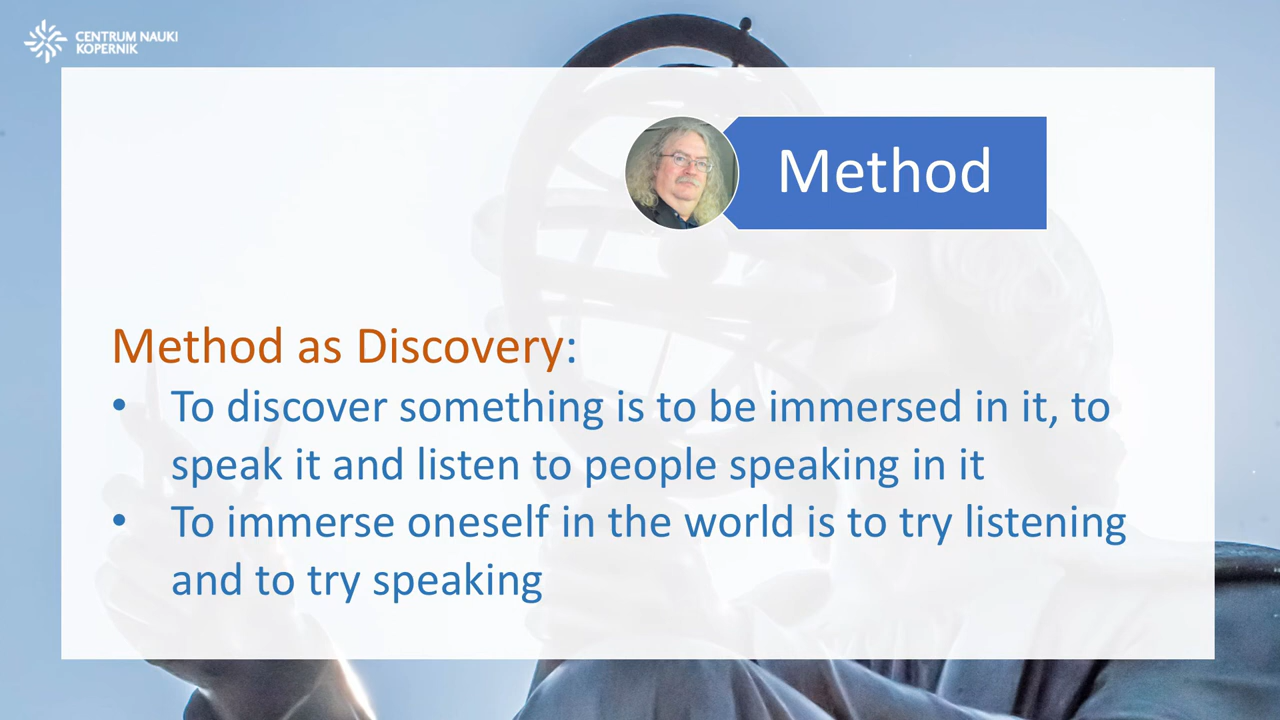 CENTRUM NAUKI
KOPERNIK
Method
Method as Discovery:
• To discover something is to be immersed in it, to
speak it and listen to people speaking in it
• To immerse oneself in the world is to try listening
and to try speaking